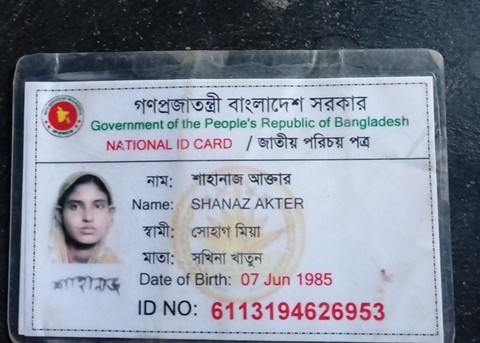 গণপ্রজাতন্ত্রী বাংলাদেশ সরকার
Government of the People's Republic of Bangladesh
NATIONAL ID CARD / জাতীয় পরিচয় পত্র
নাম: শাহানাজ আক্তার
Name: SHANAZ AKTER
স্বামী: সোহাগ মিয়া
মাতা: সখিনা খাতুন
শাহানাজ
Date of Birth: 07 Jun 1985
ID NO: 6113194626953